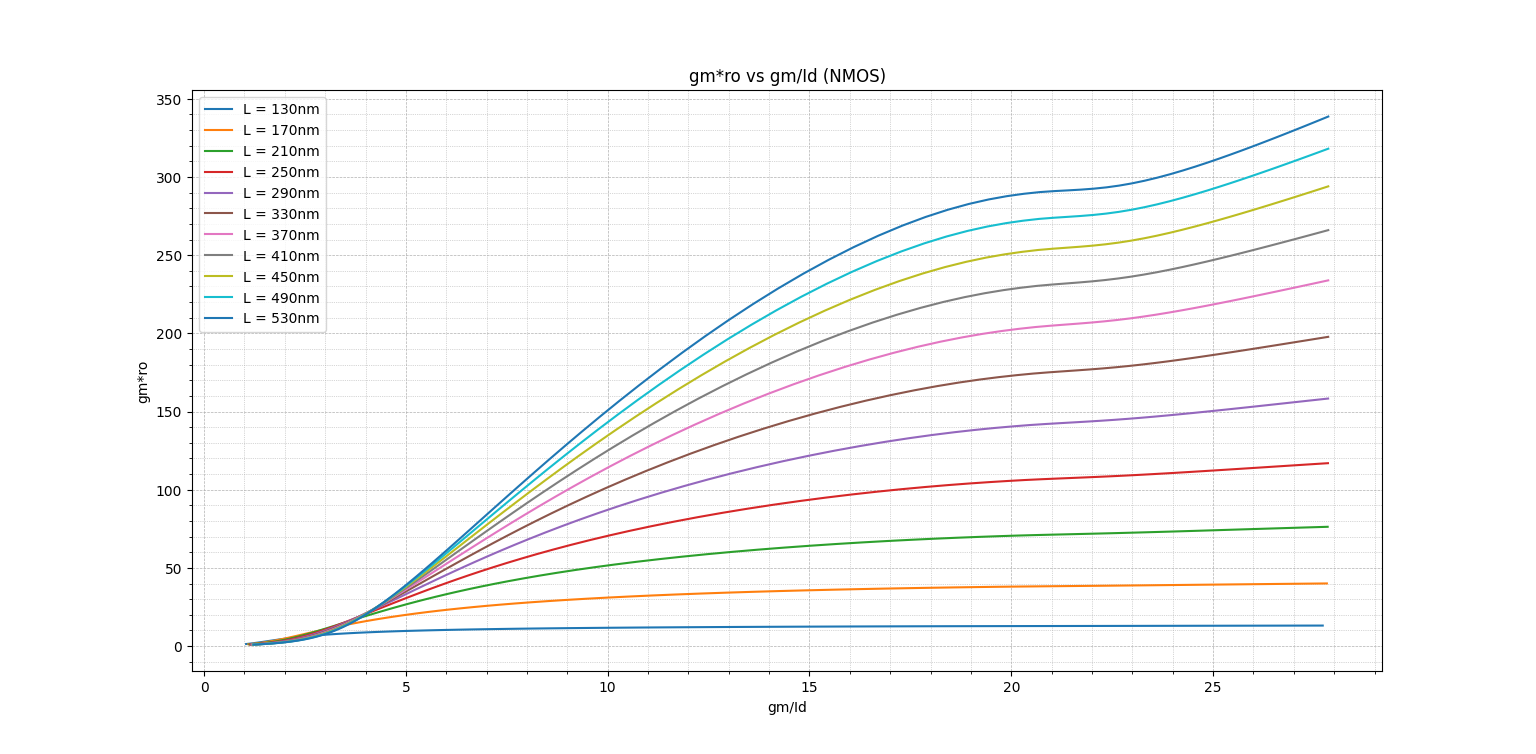 gm*ro vs gm/Id (NMOS)
350
300
250
200
150
100
50
0
gm*ro
L = 130nm
L = 170nm
L = 210nm
L = 250nm
L = 290nm
L = 330nm
L = 370nm
L = 410nm
L = 450nm
L = 490nm
L = 530nm
0 5 10 15 20 25
gm/Id